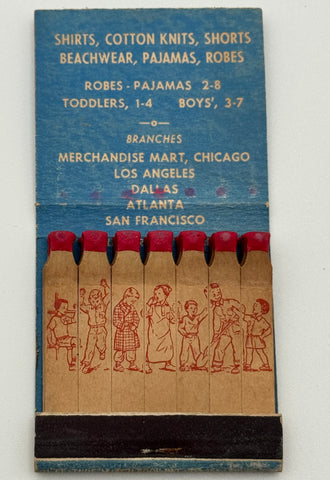 SHIRTS, COTTON KNITS, SHORTS
BEACHWEAR, PAJAMAS, ROBES
ROBES - PAJAMAS 2-8
TODDLERS, 1-4 BOYS', 3-7
—o—
BRANCHES
MERCHANDISE MART, CHICAGO
LOS ANGELES
DALLAS
ATLANTA
SAN FRANCISCO